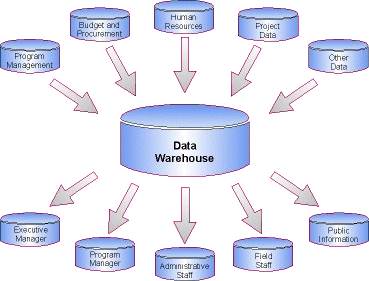 Human
Resources
Budget and
Procurement
Project
Data
Program
Management
Other
Data
Data
Warehouse
Executive
Manager
Public
Information
Program
Manager
Field
Staff
Administrative
Staff